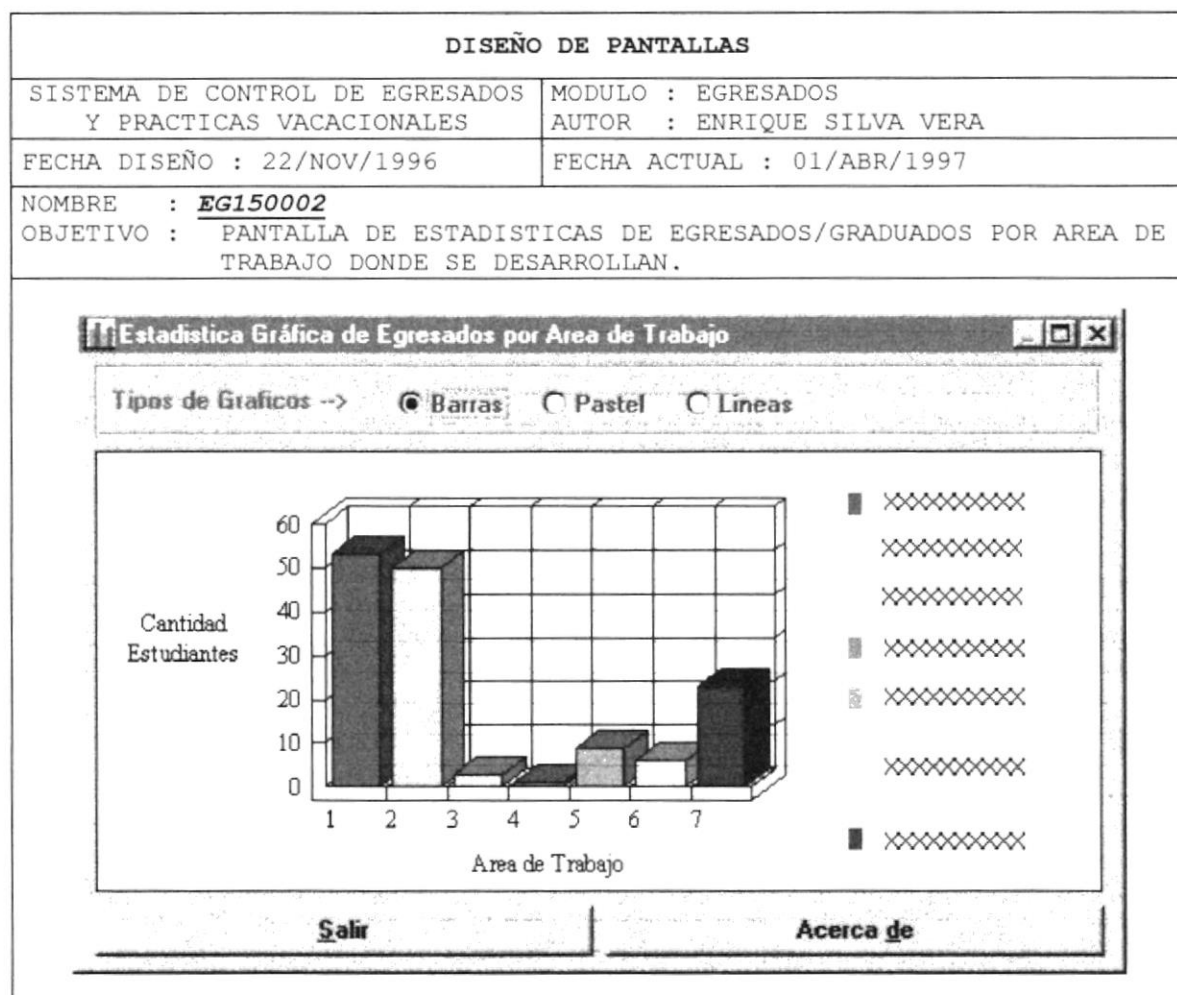 DISEÑO DE PANTALLAS
SISTEMA DE CONTROL DE EGRESADOS
Y PRACTICAS VACACIONALES
MODULO : EGRESADOS
AUTOR : ENRIQUE SILVA VERA
FECHA DISEÑO : 22/NOV/1996
FECHA ACTUAL : 01/ABR/1997
NOMBRE : EG150002
OBJETIVO : PANTALLA DE ESTADISTICAS DE EGRESADOS/GRADUADOS POR AREA DE
TRABAJO DONDE SE DESARROLLAN.
Estadistica Gráfica de Egresados por Area de Trabajo
Tipos de Graficos --> Barras Pastel Lineas
60
50
40
30
20
10
0
Cantidad
Estudiantes
1 2 3 4 5 6 7
Area de Trabajo
XXXXXXXXXX
XXXXXXXXXX
XXXXXXXXXX
XXXXXXXXXX
XXXXXXXXXX
XXXXXXXXXX
XXXXXXXXXX
Salir
Acerca de